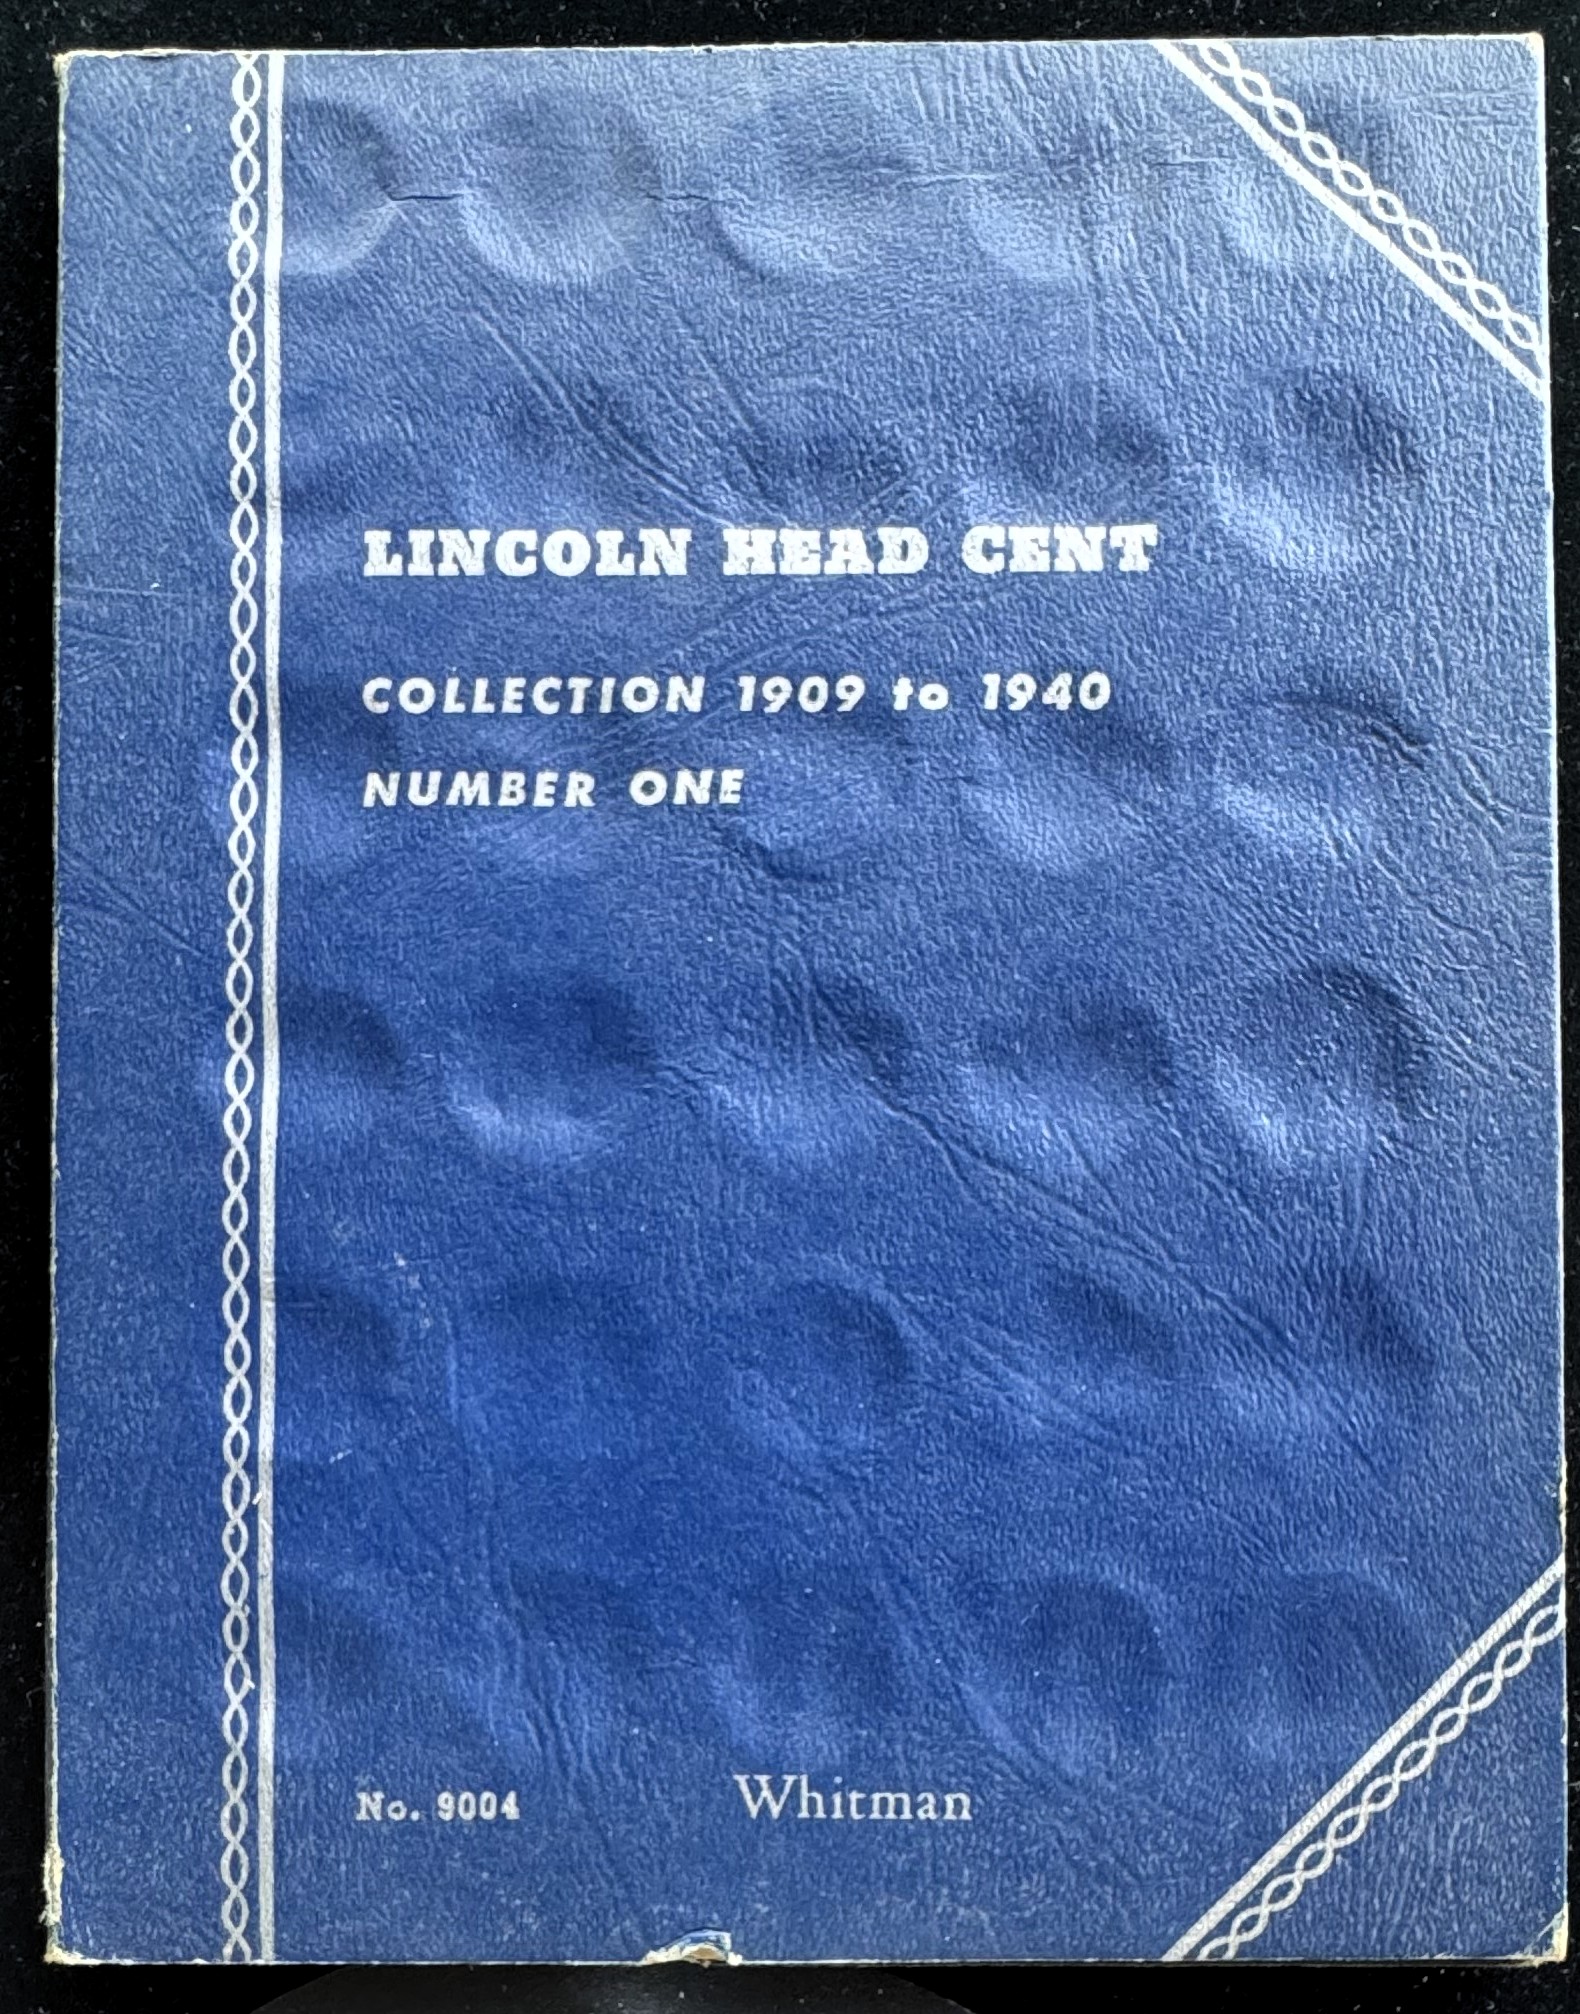 LINCOLN HEAD CENT
COLLECTION 1909 to 1940
NUMBER ONE
No. 9004 Whitman